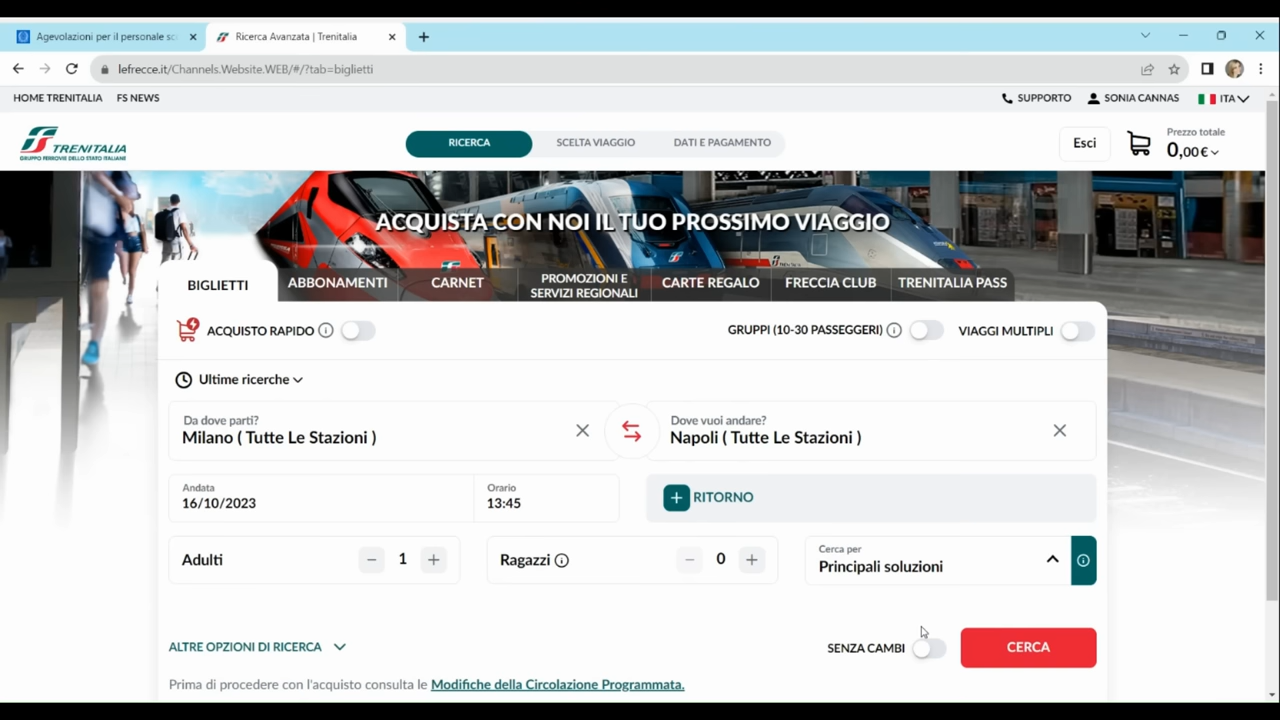 Agevolazioni per il personale sc
Ricerca Avanzata | Trenitalia
lefrecce.it/Channels.Website.WEB/#/?tab=biglietti
HOME TRENITALIA FS NEWS SUPPORTO SONIA CANNAS ITA
TRENITALIA
GRUPPO FERROVIE DELLO STATO ITALIANE
RICERCA SCELTA VIAGGIO DATI E PAGAMENTO
Esci
Prezzo totale
0,00€
ACQUISTA CON NOI IL TUO PROSSIMO VIAGGIO
BIGLIETTI
ABBONAMENTI
CARNET
PROMOZIONI E
SERVIZI REGIONALI
CARTE REGALO
FRECCIA CLUB
TRENITALIA PASS
ACQUISTO RAPIDO
GRUPPI (10-30 PASSEGGERI)
VIAGGI MULTIPLI
Ultime ricerche
Da dove parti?
Milano ( Tutte Le Stazioni )
Dove vuoi andare?
Napoli ( Tutte Le Stazioni )
Andata
16/10/2023
Orario
13:45
+ RITORNO
Adulti − 1 +
Ragazzi − 0 +
Cerca per
Principali soluzioni
ALTRE OPZIONI DI RICERCA
SENZA CAMBI
CERCA
Prima di procedere con l'acquisto consulta le Modifiche della Circolazione Programmata.